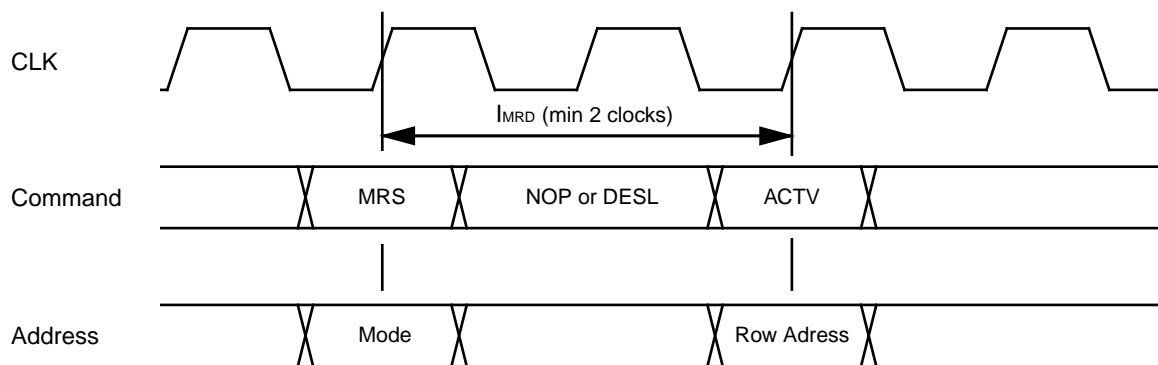 CLK
IMRD (min 2 clocks)
Command
MRS
NOP or DESL
ACTV
Address
Mode
Row Adress